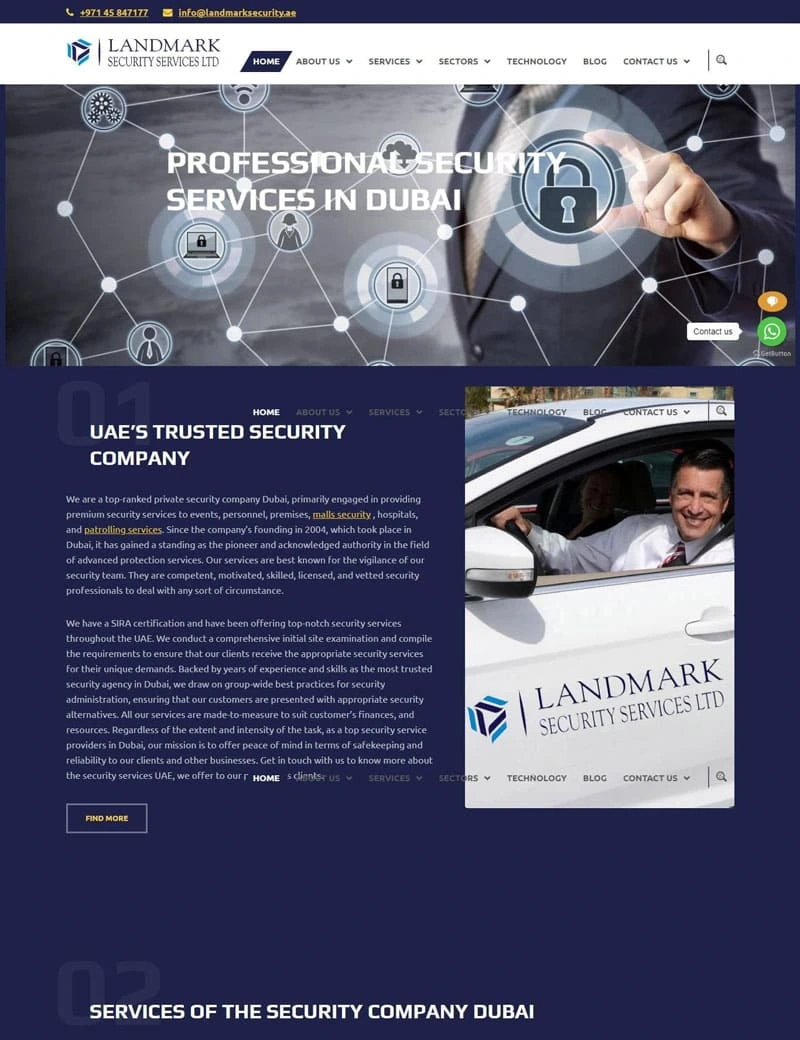 +971 45 847177 info@landmarksecurity.ae
LANDMARK
SECURITY SERVICES LTD
HOME ABOUT US SERVICES SECTORS TECHNOLOGY BLOG CONTACT US
PROFESSIONAL SECURITY
SERVICES IN DUBAI
Contact us
GetButton
01
HOME ABOUT US SERVICES SECTORS TECHNOLOGY BLOG CONTACT US
UAE’S TRUSTED SECURITY
COMPANY
We are a top-ranked private security company Dubai, primarily engaged in providing
premium security services to events, personnel, premises, malls security , hospitals,
and patrolling services. Since the company’s founding in 2004, which took place in
Dubai, it has gained a standing as the pioneer and acknowledged authority in the field
of advanced protection services. Our services are best known for the vigilance of our
security team. They are competent, motivated, skilled, licensed, and vetted security
professionals to deal with any sort of circumstance.
We have a SIRA certification and have been offering top-notch security services
throughout the UAE. We conduct a comprehensive initial site examination and compile
the requirements to ensure that our clients receive the appropriate security services
for their unique demands. Backed by years of experience and skills as the most trusted
security agency in Dubai, we draw on group-wide best practices for security
administration, ensuring that our customers are presented with appropriate security
alternatives. All our services are made-to-measure to suit customer’s finances, and
resources. Regardless of the extent and intensity of the task, as a top security service
providers in Dubai, our mission is to offer peace of mind in terms of safekeeping and
reliability to our clients and other businesses. Get in touch with us to know more about
the security services UAE, we offer to our clients.
LANDMARK
SECURITY SERVICES LTD
HOME ABOUT US SERVICES SECTORS TECHNOLOGY BLOG CONTACT US
FIND MORE
02
SERVICES OF THE SECURITY COMPANY DUBAI